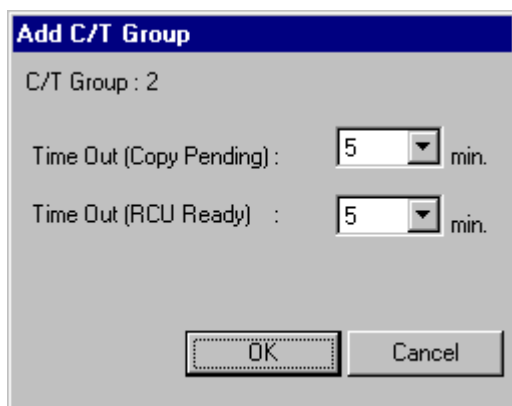 Add C/T Group
C/T Group : 2
Time Out (Copy Pending) : 5 min.
Time Out (RCU Ready) : 5 min.
OK Cancel